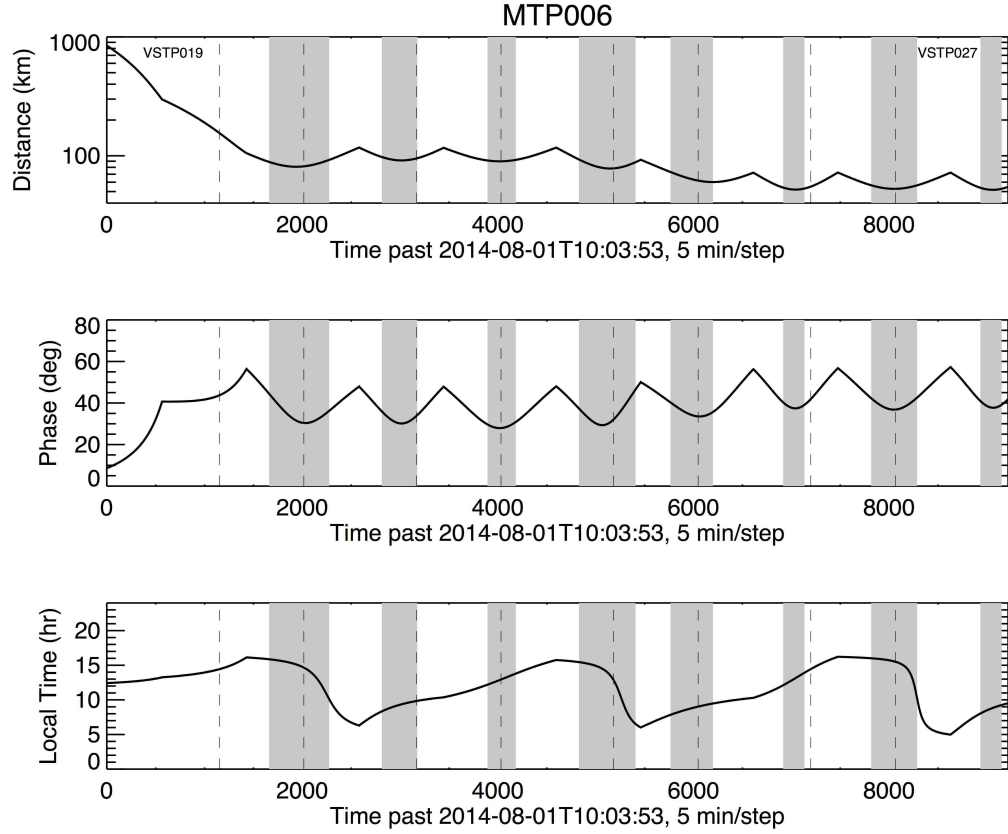 MTP006
1000
100
Distance (km)
VSTP019
VSTP027
0 2000 4000 6000 8000
Time past 2014-08-01T10:03:53, 5 min/step
80
60
40
20
0
Phase (deg)
0 2000 4000 6000 8000
Time past 2014-08-01T10:03:53, 5 min/step
20
15
10
5
0
Local Time (hr)
0 2000 4000 6000 8000
Time past 2014-08-01T10:03:53, 5 min/step